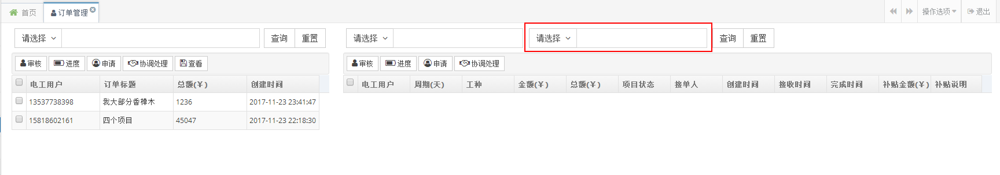 首页 订单管理 操作选项 退出
请选择 查询 重置 请选择 请选择 查询 重置
审核 进度 申请 协调处理 查看 审核 进度 申请 协调处理
电工用户 订单标题 总额(￥) 创建时间 电工用户 周期(天) 工种 金额(￥) 总额(￥) 项目状态 接单人 创建时间 接收时间 完成时间 补贴金额(￥) 补贴说明
13537738398 我大部分香樟木 1236 2017-11-23 23:41:47
15818602161 四个项目 45047 2017-11-23 22:18:30